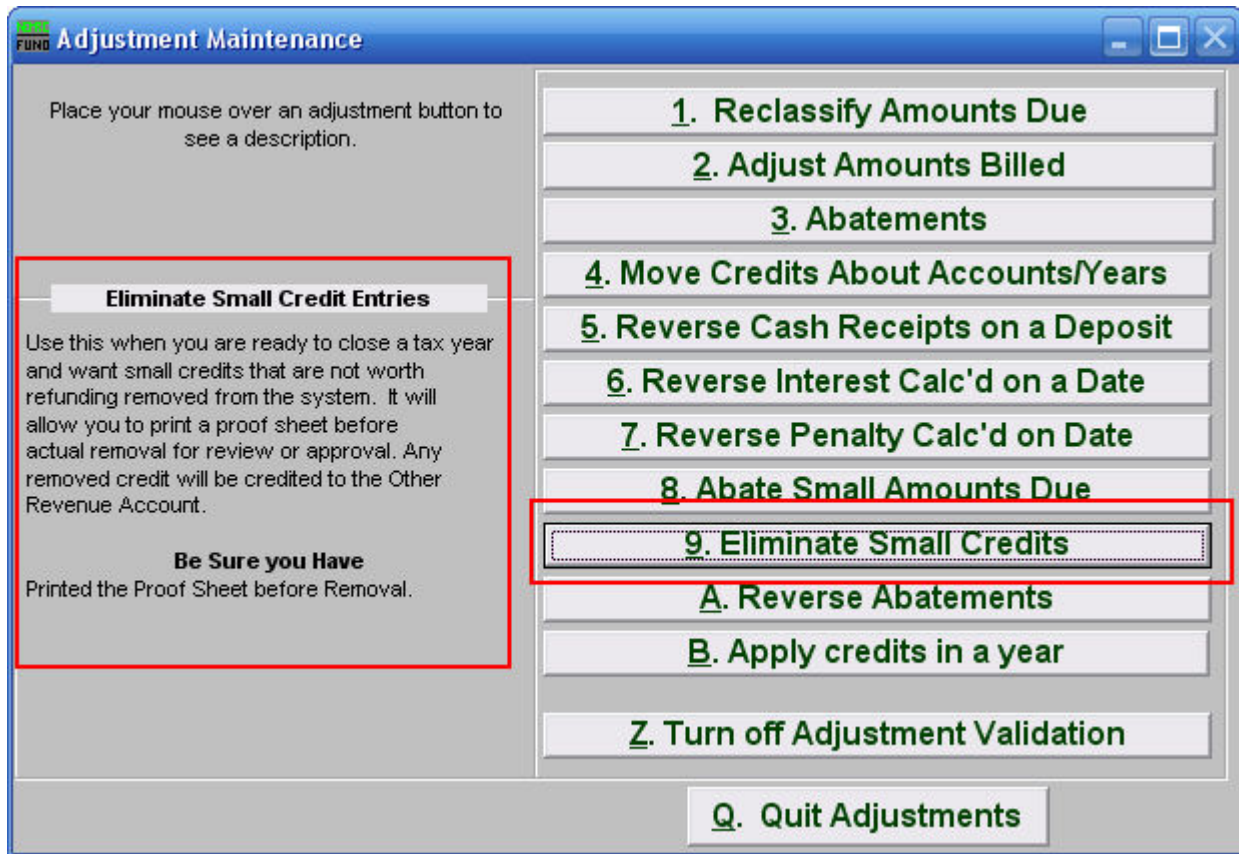 FUND Adjustment Maintenance
Place your mouse over an adjustment button to
see a description.
Eliminate Small Credit Entries
Use this when you are ready to close a tax year
and want small credits that are not worth
refunding removed from the system. It will
allow you to print a proof sheet before
actual removal for review or approval. Any
removed credit will be credited to the Other
Revenue Account.
Be Sure you Have
Printed the Proof Sheet before Removal.
1. Reclassify Amounts Due
2. Adjust Amounts Billed
3. Abatements
4. Move Credits About Accounts/Years
5. Reverse Cash Receipts on a Deposit
6. Reverse Interest Calc'd on a Date
7. Reverse Penalty Calc'd on Date
8. Abate Small Amounts Due
9. Eliminate Small Credits
A. Reverse Abatements
B. Apply credits in a year
Z. Turn off Adjustment Validation
Q. Quit Adjustments